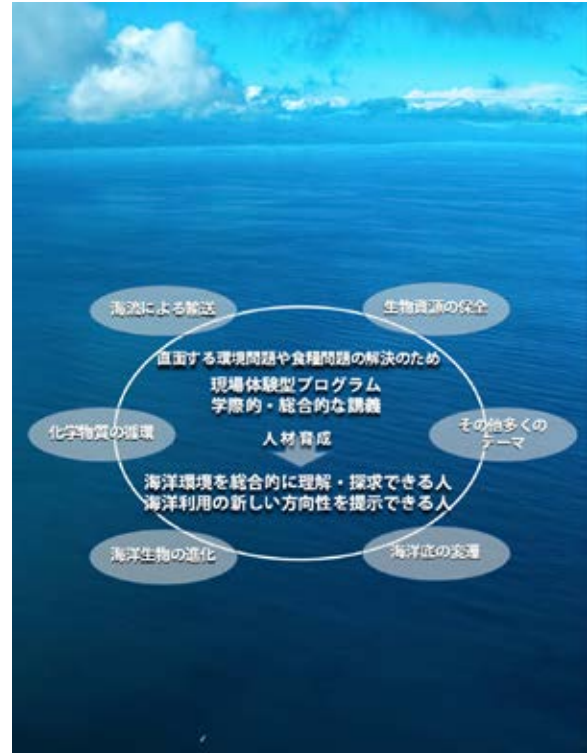 海流による輸送
生物資源の保全
直面する環境問題や食糧問題の解決のため
現場体験型プログラム
学際的・総合的な講義
化学物質の循環
人材育成
その他多くの
テーマ
海洋環境を総合的に理解・探求できる人
海洋利用の新しい方向性を提示できる人
海洋生物の進化
海洋底の変遷